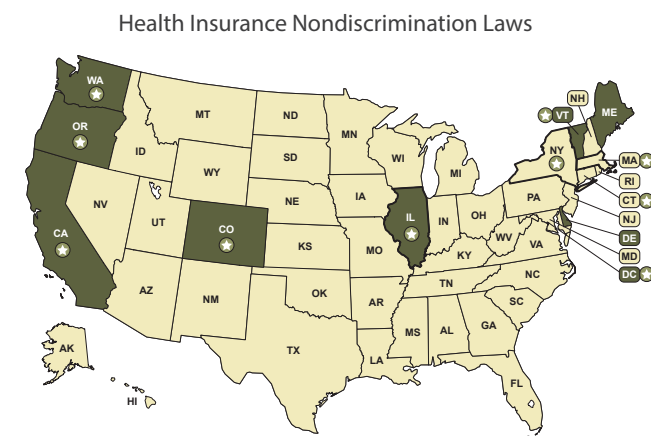 Health Insurance Nondiscrimination Laws
WA
OR
CA
NV
ID
MT
WY
UT
CO
AZ
NM
ND
SD
NE
KS
OK
TX
MN
IA
MO
AR
LA
WI
IL
MI
IN
OH
KY
TN
MS
AL
GA
FL
SC
NC
VA
WV
PA
NY
VT
NH
ME
MA
RI
CT
NJ
DE
MD
DC
AK
HI